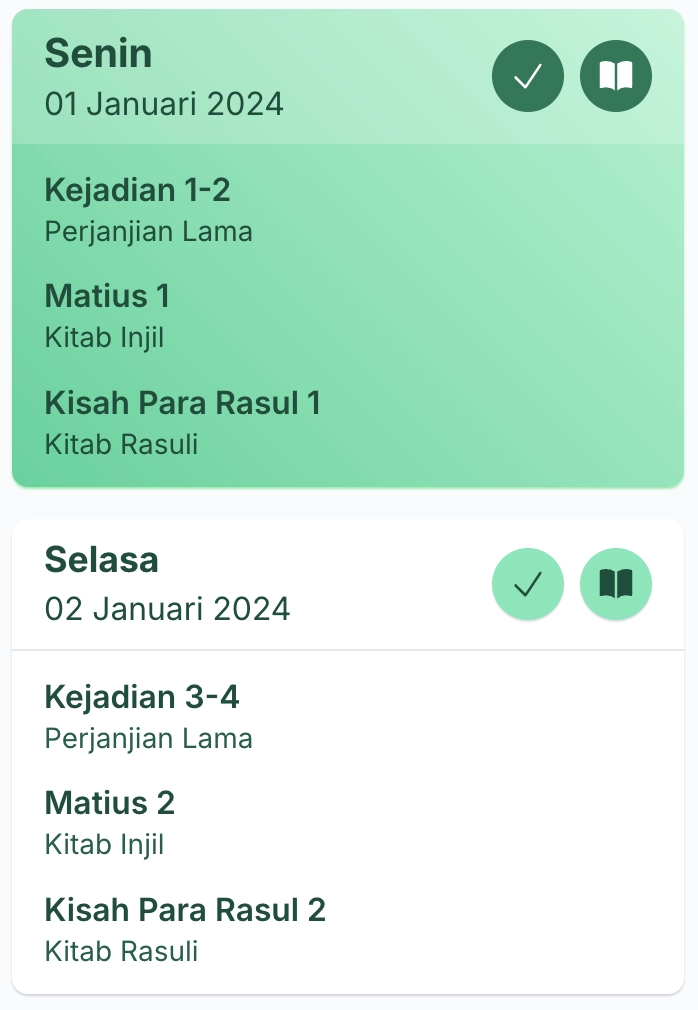 Senin
01 Januari 2024
Kejadian 1-2
Perjanjian Lama
Matius 1
Kitab Injil
Kisah Para Rasul 1
Kitab Rasuli
Selasa
02 Januari 2024
Kejadian 3-4
Perjanjian Lama
Matius 2
Kitab Injil
Kisah Para Rasul 2
Kitab Rasuli